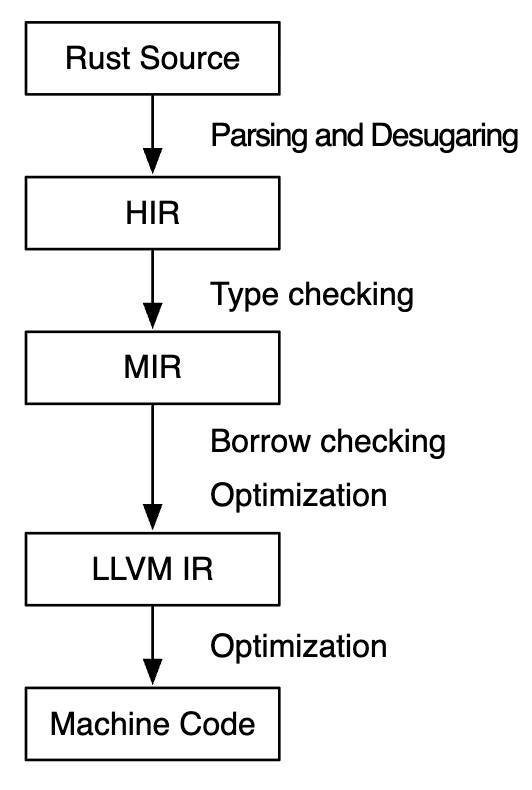 Rust Source
Parsing and Desugaring
HIR
Type checking
MIR
Borrow checking
Optimization
LLVM IR
Optimization
Machine Code